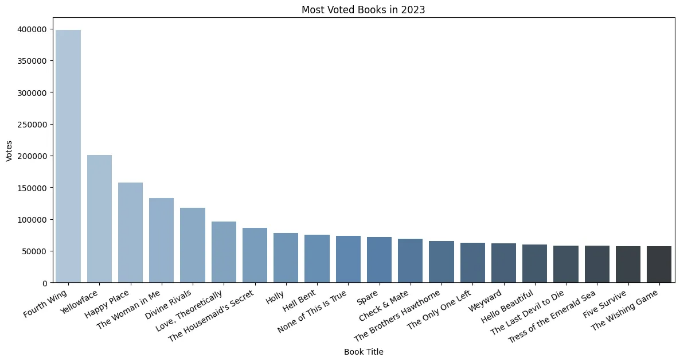 Most Voted Books in 2023
400000
350000
300000
250000
200000
150000
100000
50000
0
Votes
Fourth Wing
Yellowface
Happy Place
The Woman in Me
Divine Rivals
Love, Theoretically
The Housemaid's Secret
Holly
Hell Bent
None of This Is True
Spare
Check & Mate
The Brothers Hawthorne
The Only One Left
Weyward
Hello Beautiful
The Last Devil to Die
Tress of the Emerald Sea
Five Survive
The Wishing Game
Book Title